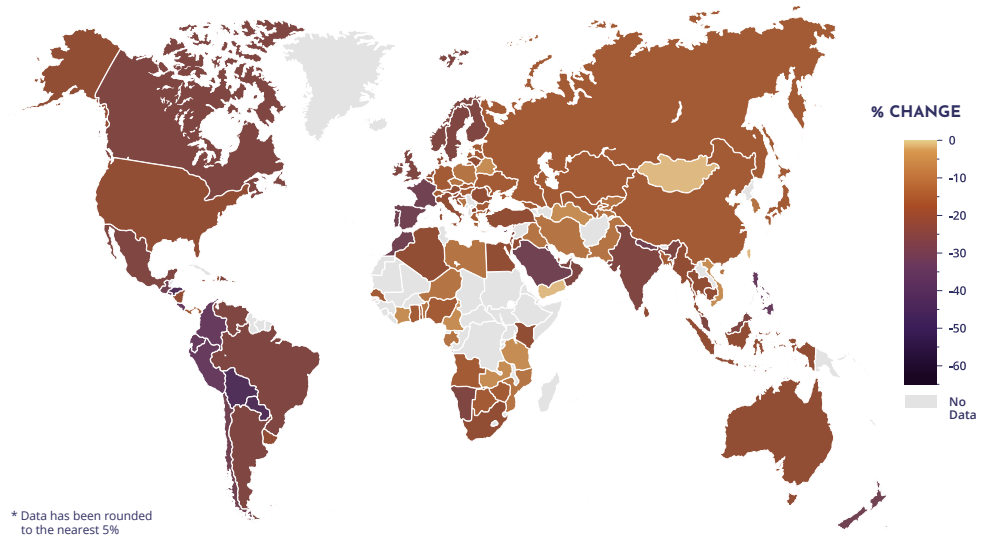 % CHANGE
0
-10
-20
-30
-40
-50
-60
No
Data
* Data has been rounded
to the nearest 5%